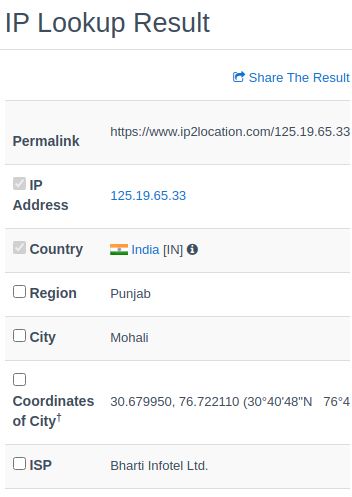 IP Lookup Result
Share The Result
Permalink https://www.ip2location.com/125.19.65.33
IP Address 125.19.65.33
Country India [IN]
Region Punjab
City Mohali
Coordinates of City† 30.679950, 76.722110 (30°40'48"N 76°4
ISP Bharti Infotel Ltd.